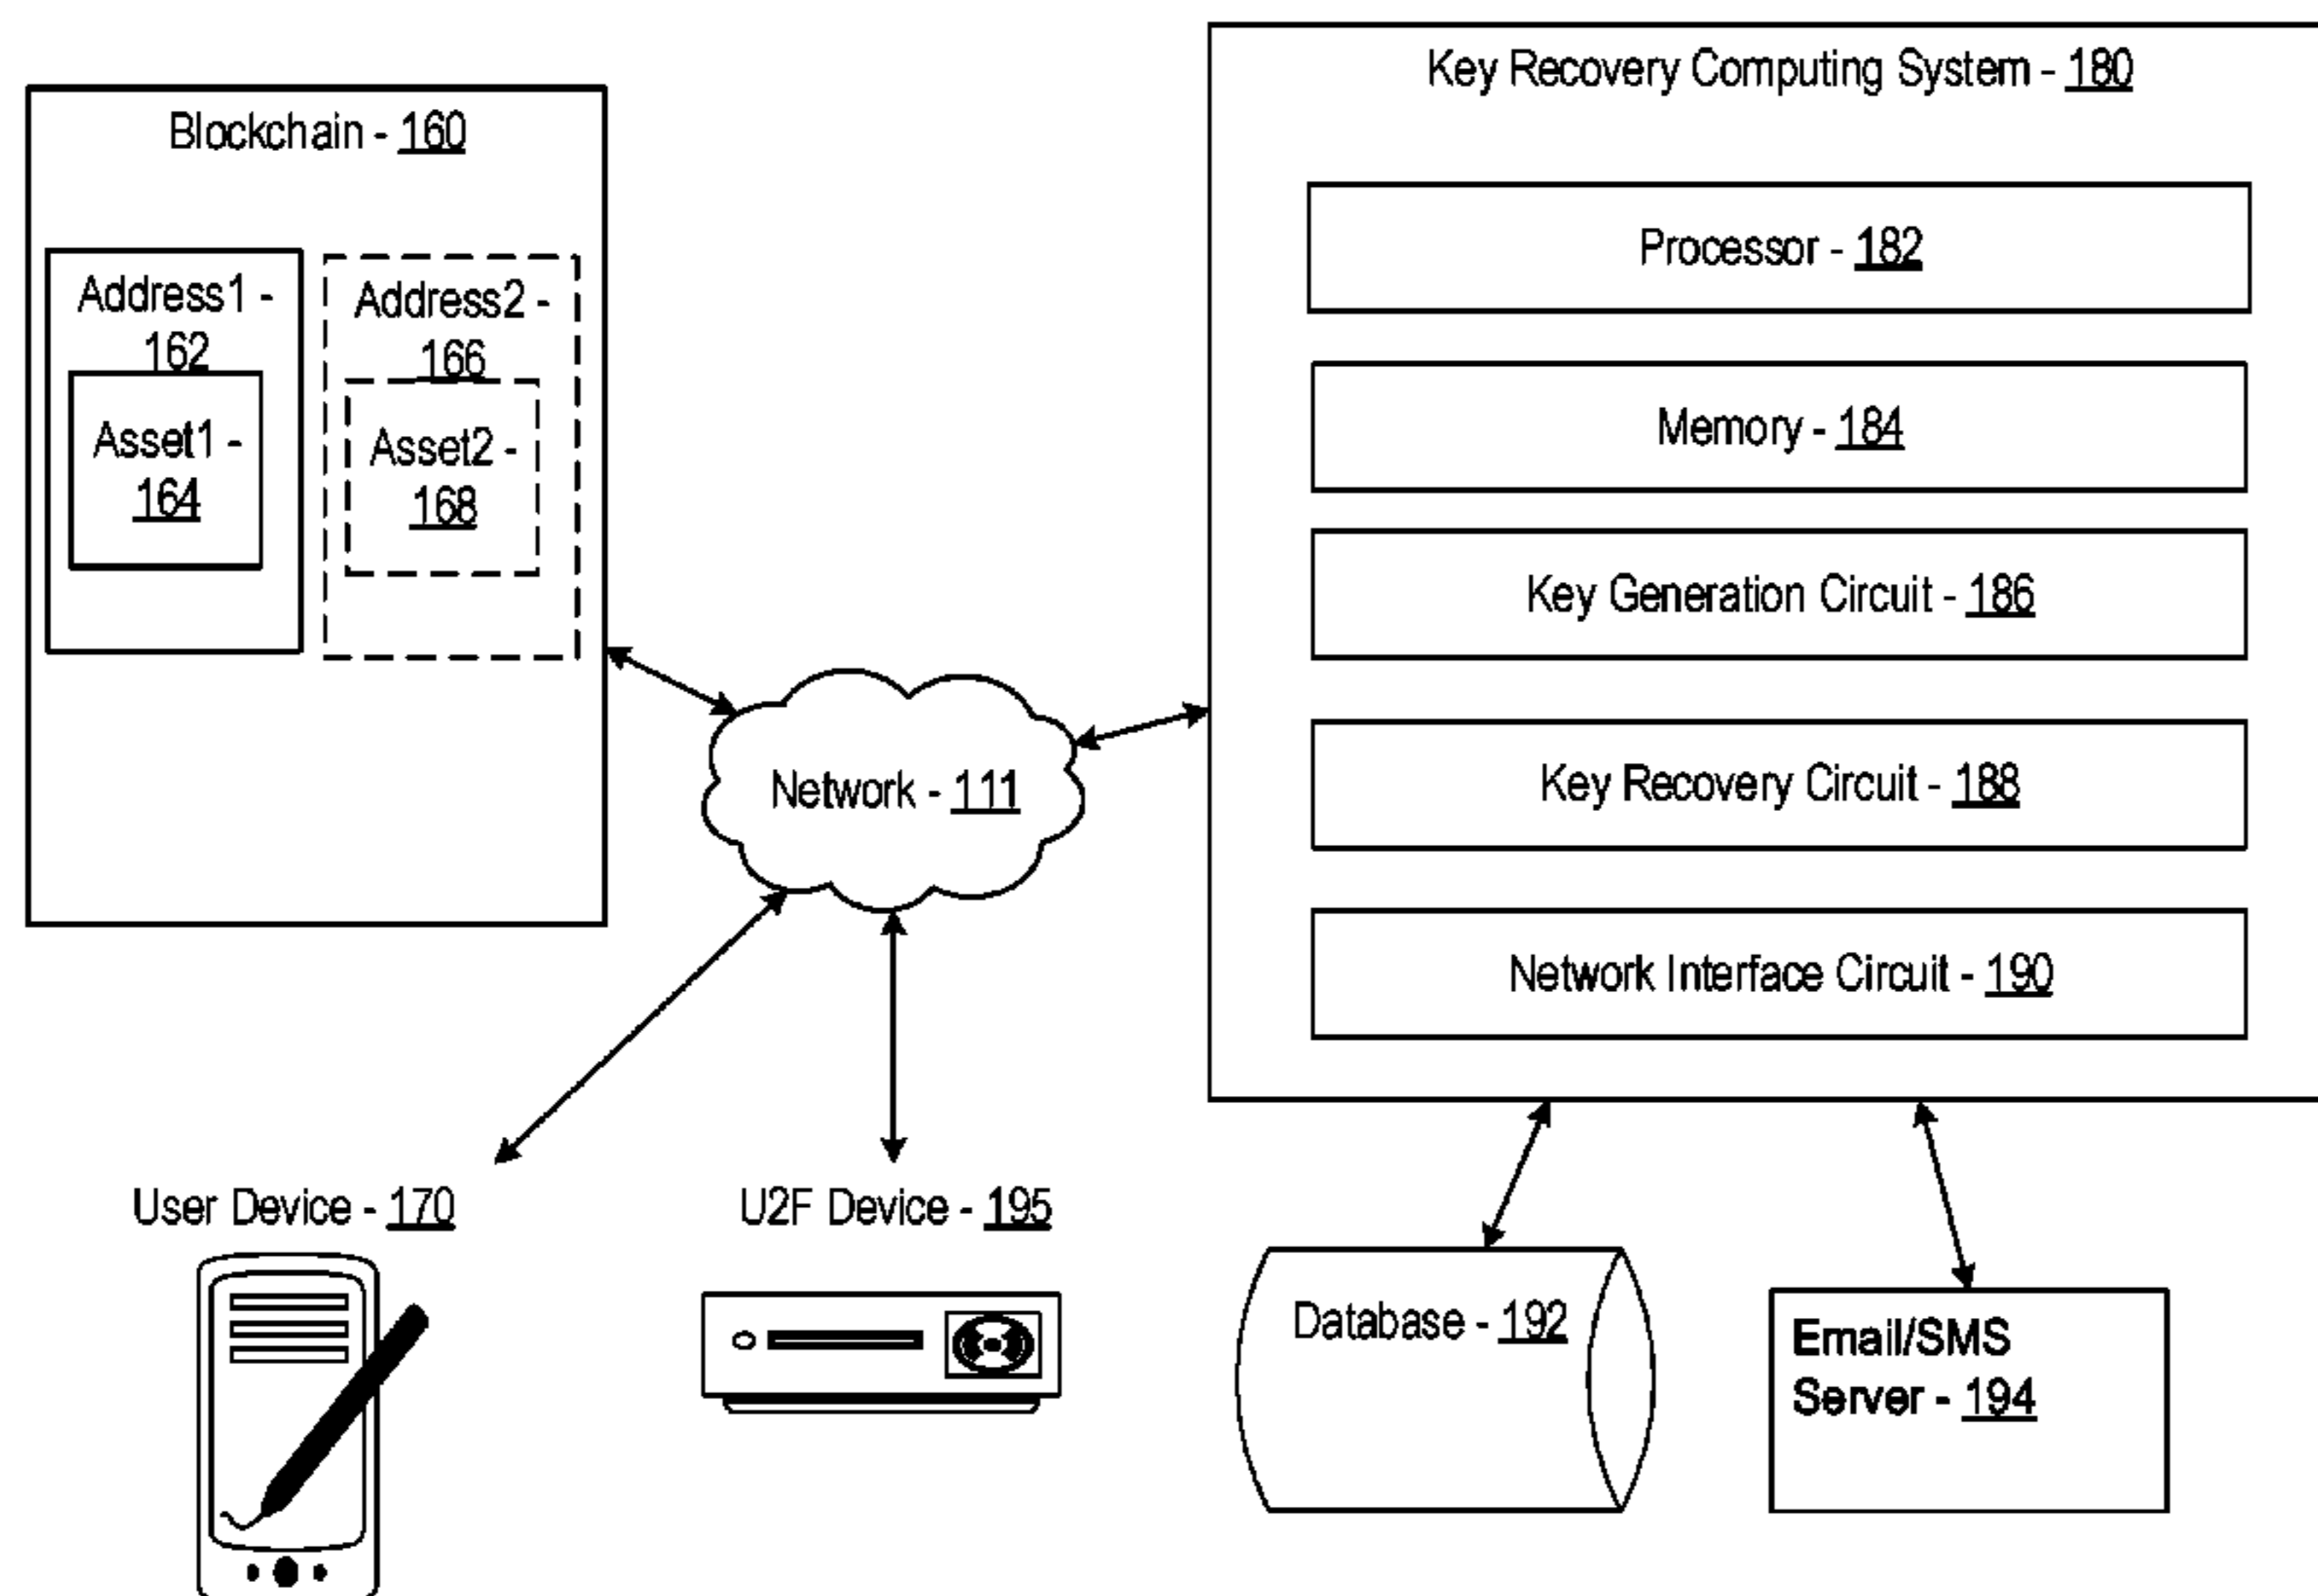 Key Recovery Computing System - 180
Blockchain - 160
Processor - 182
Address1 -
162
Address2 -
166
Asset1 -
164
Asset2 -
168
Memory - 184
Key Generation Circuit - 186
Network - 111
Key Recovery Circuit - 188
Network Interface Circuit - 190
User Device - 170
U2F Device - 195
Database - 192
Email/SMS
Server - 194